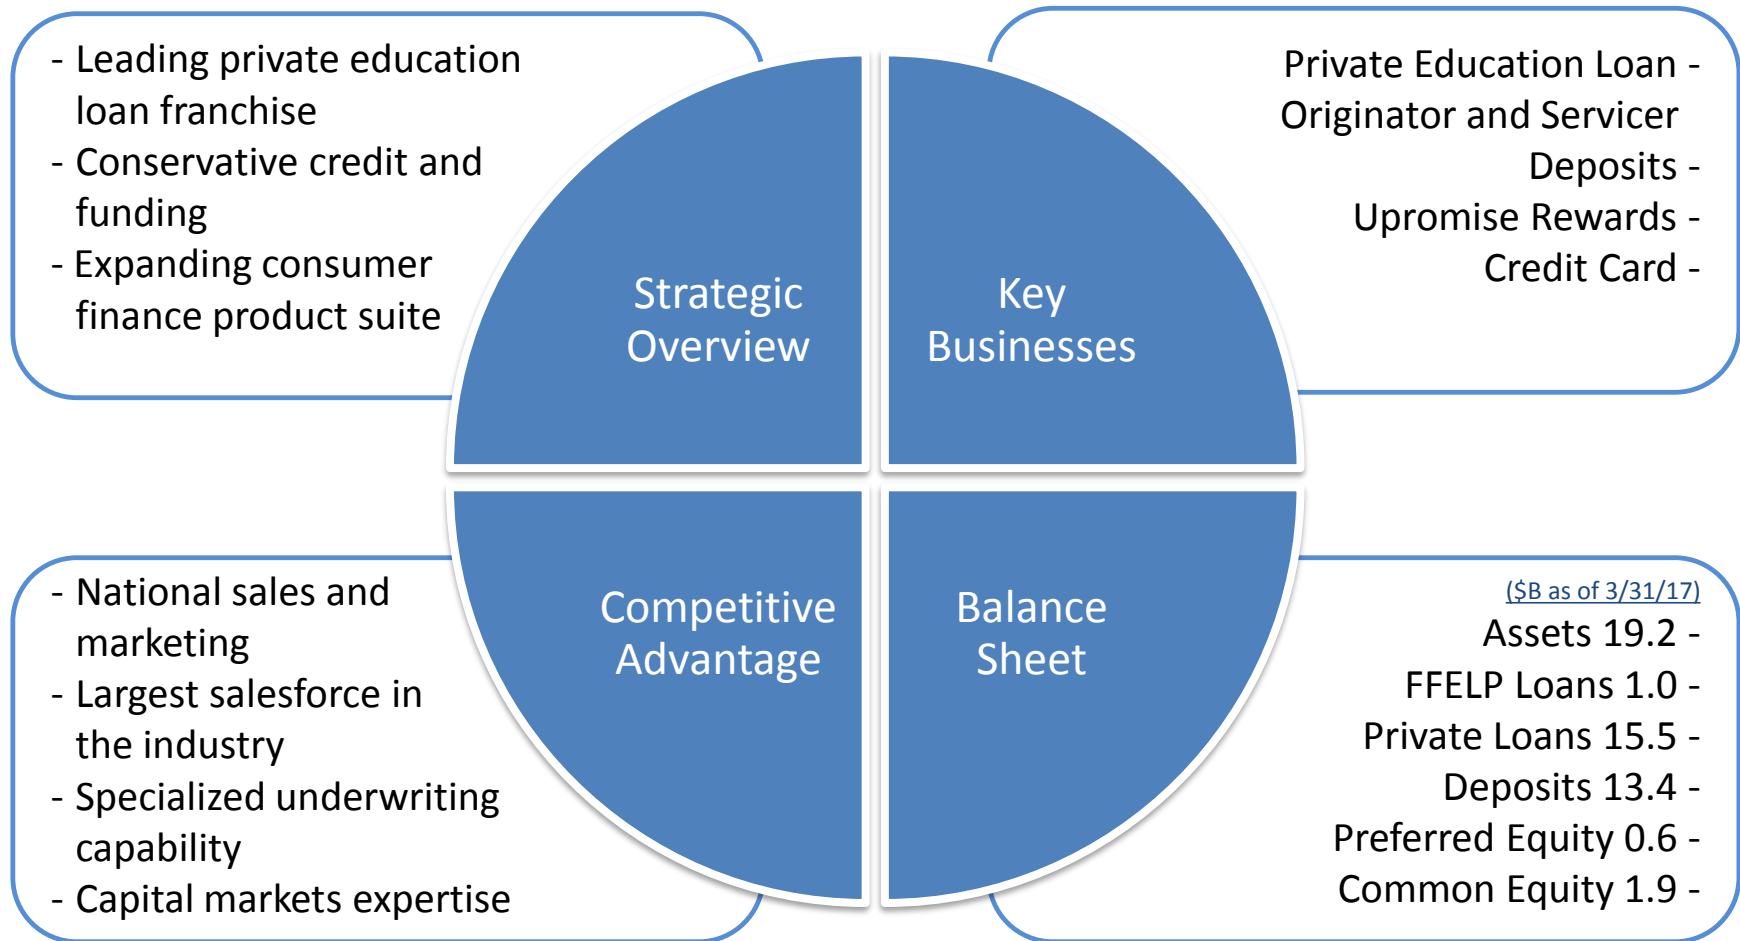 - Leading private education
loan franchise
- Conservative credit and
funding
- Expanding consumer
finance product suite
Strategic
Overview
Private Education Loan -
Originator and Servicer
Deposits -
Upromise Rewards -
Credit Card -
Key
Businesses
- National sales and
marketing
- Largest salesforce in
the industry
- Specialized underwriting
capability
- Capital markets expertise
Competitive
Advantage
Balance
Sheet
($B as of 3/31/17)
Assets 19.2 -
FFELP Loans 1.0 -
Private Loans 15.5 -
Deposits 13.4 -
Preferred Equity 0.6 -
Common Equity 1.9 -